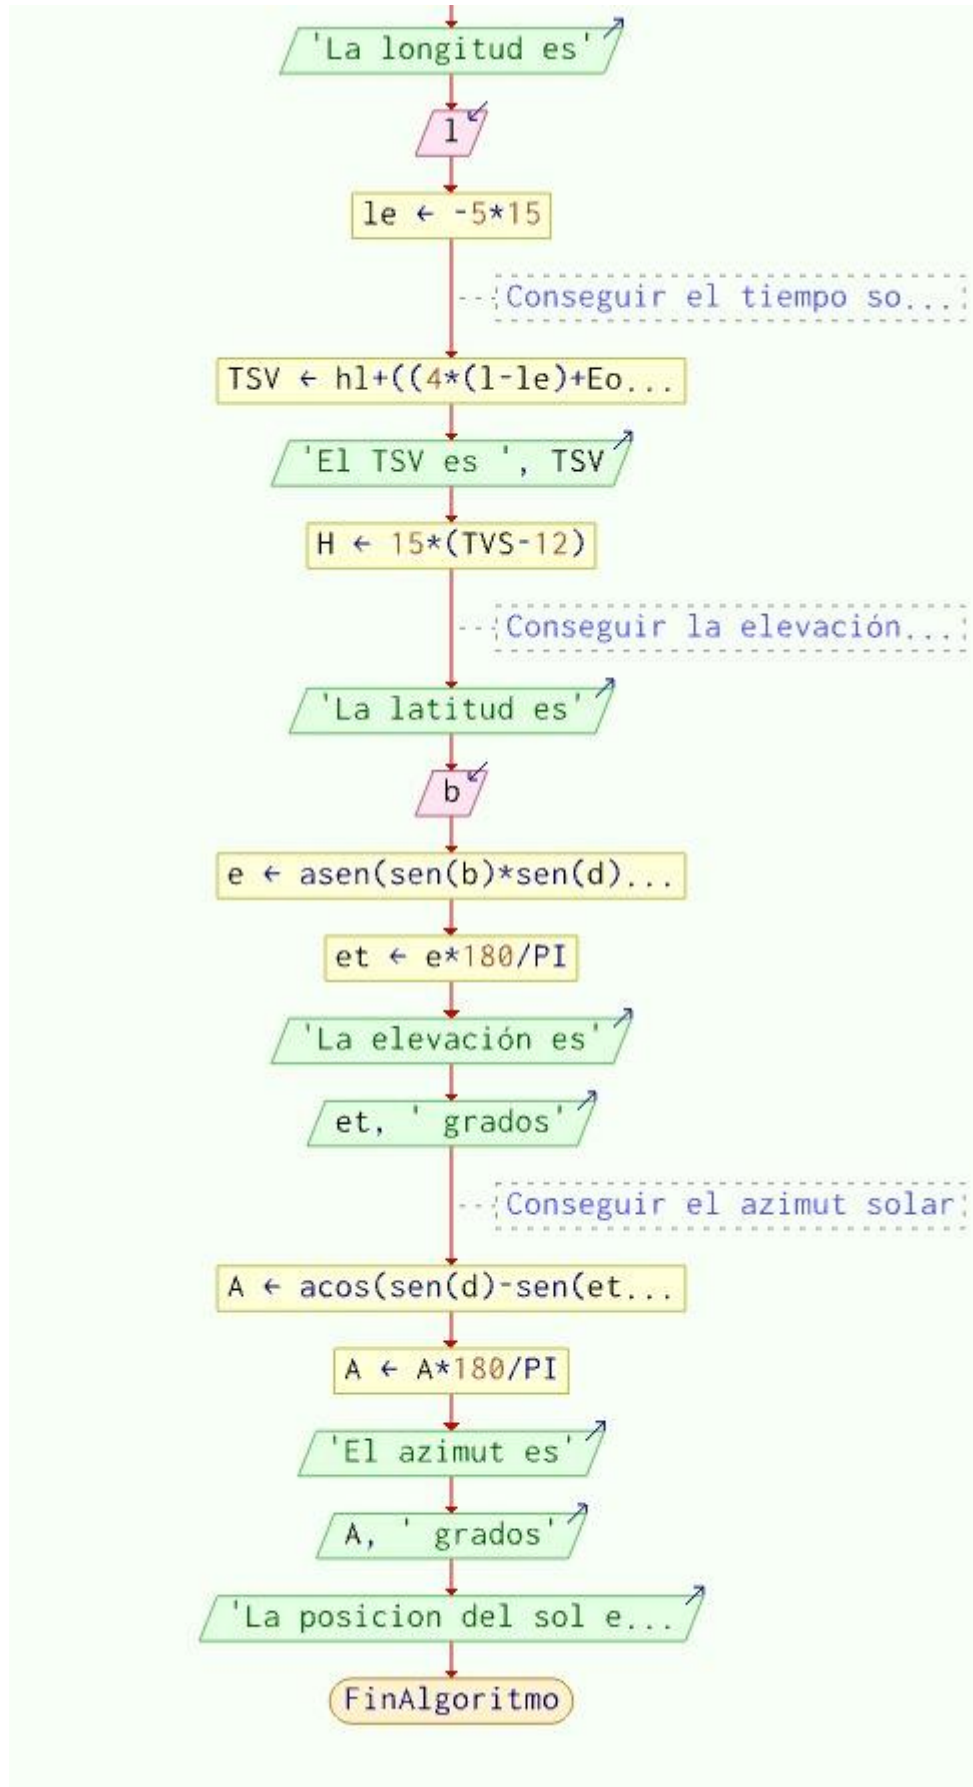 'La longitud es'
l
le ← -5*15
Conseguir el tiempo so...
TSV ← hl+((4*(l-le)+Eo...
'El TSV es ', TSV
H ← 15*(TVS-12)
Conseguir la elevación...
'La latitud es'
b
e ← asen(sen(b)*sen(d)...
et ← e*180/PI
'La elevación es'
et, ' grados'
Conseguir el azimut solar
A ← acos(sen(d)-sen(et...
A ← A*180/PI
'El azimut es'
A, ' grados'
'La posicion del sol e...
FinAlgoritmo